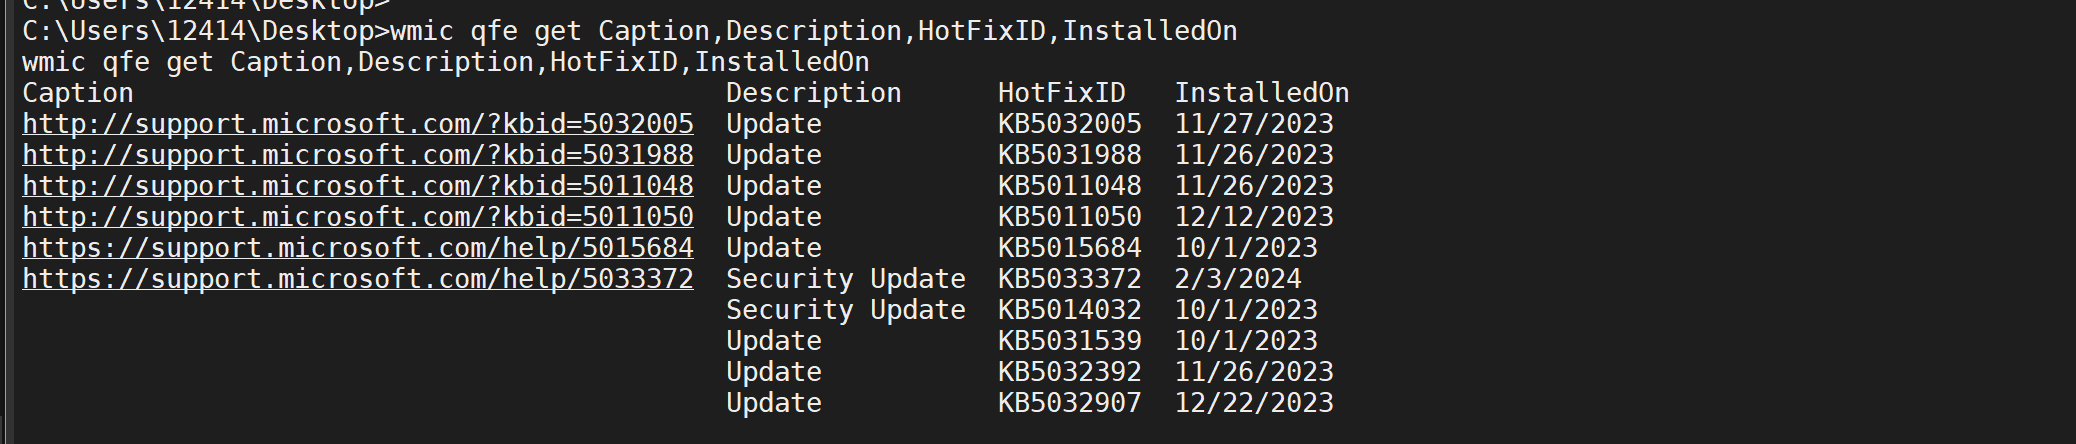 C:\Users\12414\Desktop>
C:\Users\12414\Desktop>wmic qfe get Caption,Description,HotFixID,InstalledOn
wmic qfe get Caption,Description,HotFixID,InstalledOn
Caption                                     Description      HotFixID   InstalledOn
http://support.microsoft.com/?kbid=5032005  Update           KB5032005  11/27/2023
http://support.microsoft.com/?kbid=5031988  Update           KB5031988  11/26/2023
http://support.microsoft.com/?kbid=5011048  Update           KB5011048  11/26/2023
http://support.microsoft.com/?kbid=5011050  Update           KB5011050  12/12/2023
https://support.microsoft.com/help/5015684  Update           KB5015684  10/1/2023
https://support.microsoft.com/help/5033372  Security Update  KB5033372  2/3/2024
                                            Security Update  KB5014032  10/1/2023
                                            Update           KB5031539  10/1/2023
                                            Update           KB5032392  11/26/2023
                                            Update           KB5032907  12/22/2023